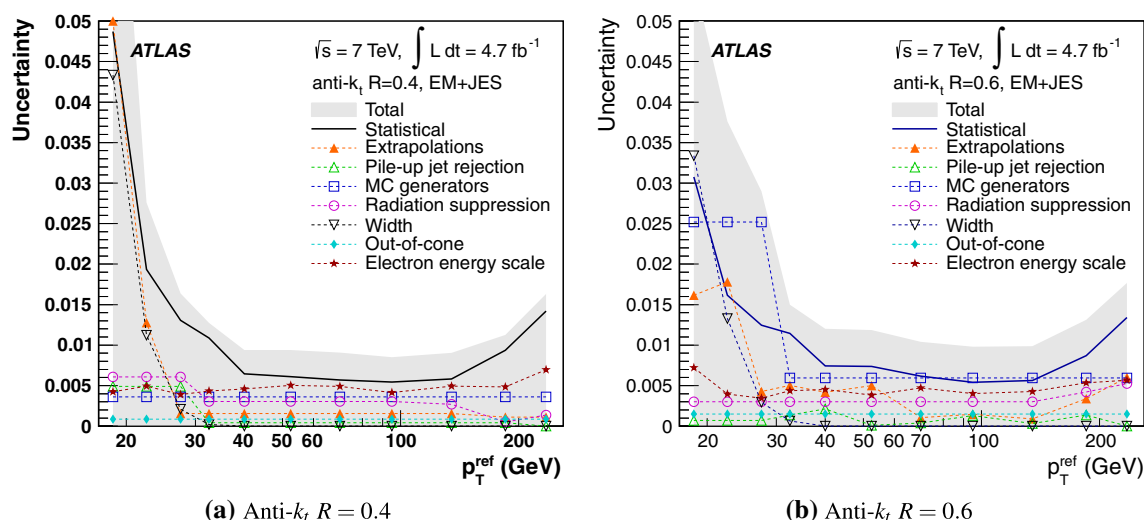 Uncertainty
0.05
0.045
0.04
0.035
0.03
0.025
0.02
0.015
0.01
0.005
0
ATLAS
√s = 7 TeV, ∫ L dt = 4.7 fb⁻¹
anti-kt R=0.4, EM+JES
Total
Statistical
Extrapolations
Pile-up jet rejection
MC generators
Radiation suppression
Width
Out-of-cone
Electron energy scale
20 30 40 50 60 100 200
pTref (GeV)
(a) Anti-kt R = 0.4
Uncertainty
0.05
0.045
0.04
0.035
0.03
0.025
0.02
0.015
0.01
0.005
0
ATLAS
√s = 7 TeV, ∫ L dt = 4.7 fb⁻¹
anti-kt R=0.6, EM+JES
Total
Statistical
Extrapolations
Pile-up jet rejection
MC generators
Radiation suppression
Width
Out-of-cone
Electron energy scale
20 30 40 50 60 70 100 200
pTref (GeV)
(b) Anti-kt R = 0.6